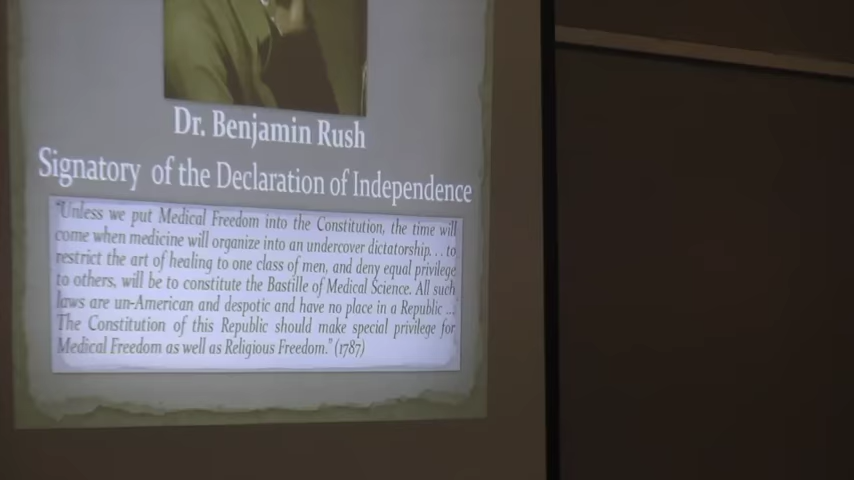 Dr. Benjamin Rush
Signatory of the Declaration of Independence
"Unless we put Medical Freedom into the Constitution, the time will
come when medicine will organize into an undercover dictatorship. . . to
restrict the art of healing to one class of men, and deny equal privilege
to others, will be to constitute the Bastille of Medical Science. All such
laws are un-American and despotic and have no place in a Republic ...
The Constitution of this Republic should make special privilege for
Medical Freedom as well as Religious Freedom." (1787)